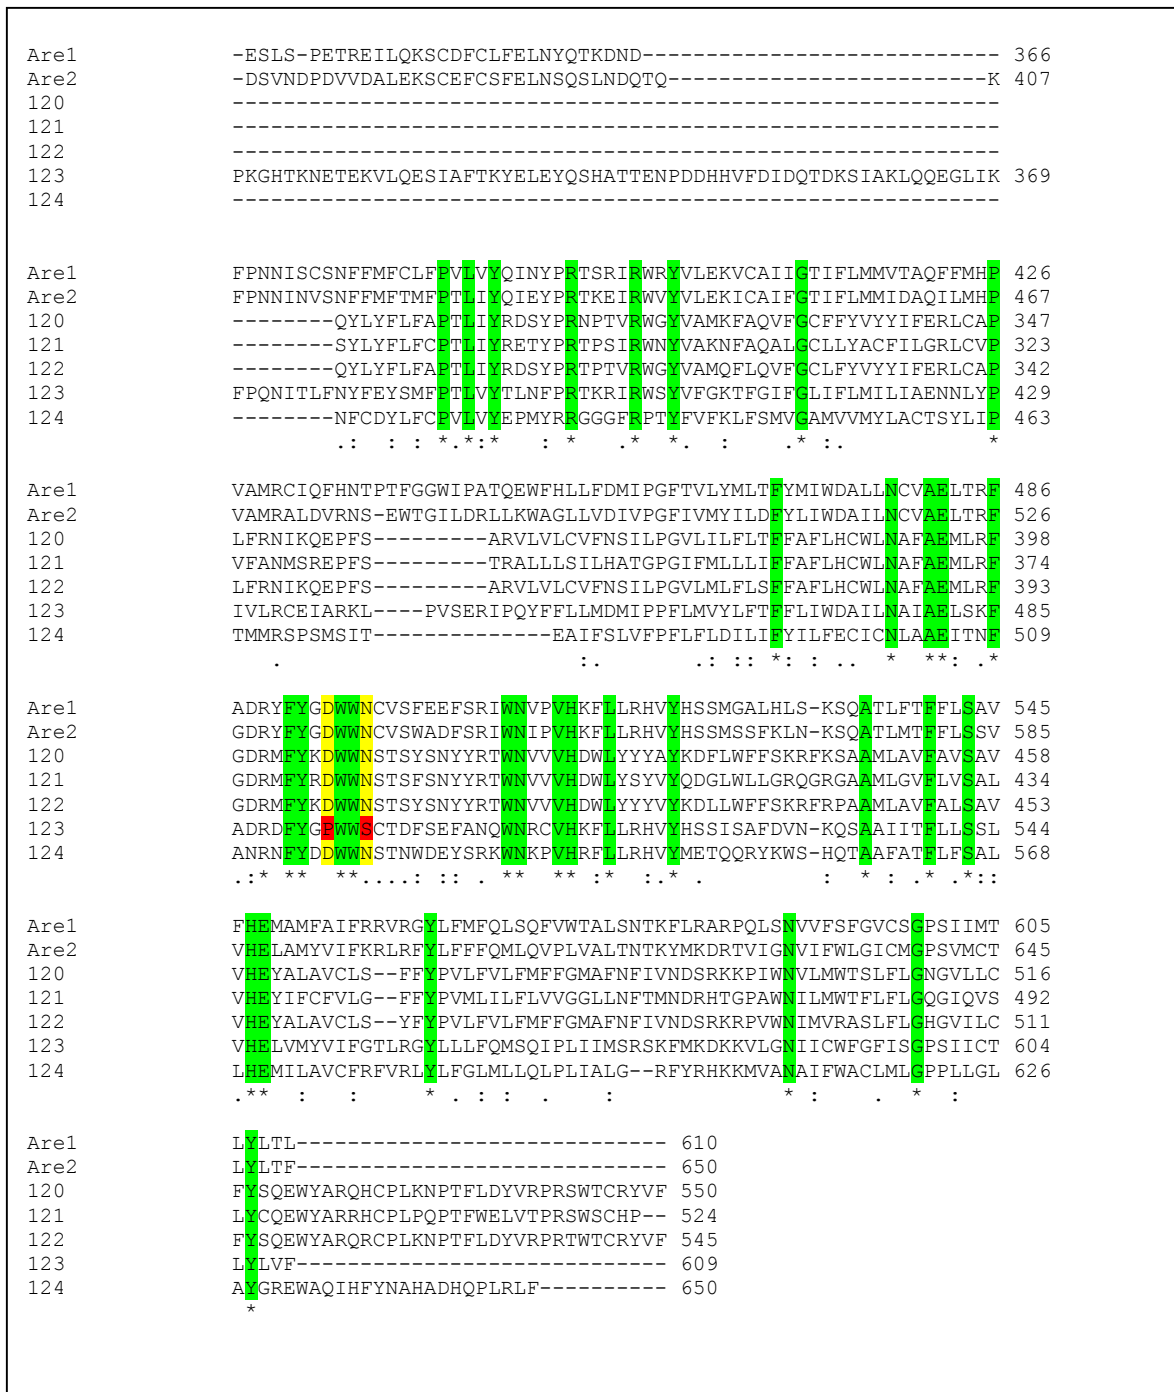 Are1 -ESLS-PETREILQKSCDFCLFELNYQTKDND---------------------------- 366
Are2 -DSVNDPDVVDALEKSCEFCSFELNSQSLNDQTQ-------------------------K 407
120 ------------------------------------------------------------
121 ------------------------------------------------------------
122 ------------------------------------------------------------
123 PKGHTKNETEKVLQESIAFTKYELEYQSHATTENPDDHHVFDIDQTDKSIAKLQQEGLIK 369
124 ------------------------------------------------------------
Are1 FPNNISCSNFFMFCLFPVLVYQINYPRTSRIRWRYVLEKVCAIIGTIFLMMVTAQFFMHP 426
Are2 FPNNINVSNFFMFTMFPTLIYQIEYPRTKEIRWVYVLEKICAIFGTIFLMMIDAQILMHP 467
120 --------QYLYFLFAPTLIYRDSYPRNPTVRWGYVAMKFAQVFGCFFYVYYIFERLCAP 347
121 --------SYLYFLFCPTLIYRETYPRTPSIRWNYVAKNFAQALGCLLYACFILGRLCVP 323
122 --------QYLYFLFAPTLIYRDSYPRTPTVRWGYVAMQFLQVFGCLFYVYYIFERLCAP 342
123 FPQNITLFNYFEYSMFPTLVYTLNFPRTKRIRWSYVFGKTFGIFGLIFLMILIAENNLYP 429
124 --------NFCDYLFCPVLVYEPMYRRGGGFRPTYFVFKLFSMVGAMVVMYLACTSYLIP 463
.: : : *.*:* : * .* *. : * :. *
Are1 VAMRCIQFHNTPTFGGWIPATQEWFHLLFDMIPGFTVLYMLTFYMIWDALLNCVAELTRF 486
Are2 VAMRALDVRNS-EWTGILDRLLKWAGLLVDIVPGFIVMYILDFYLIWDAILNCVAELTRF 526
120 LFRNIKQEPFS---------ARVLVLCVFNSILPGVLILFLTFFAFLHCWLNAFAEMLRF 398
121 VFANMSREPFS---------TRALLLSILHATGPGIFMLLLIFFAFLHCWLNAFAEMLRF 374
122 LFRNIKQEPFS---------ARVLVLCVFNSILPGVLMLFLSFFAFLHCWLNAFAEMLRF 393
123 IVLRCEIARKL----PVSERIPQYFFLLMDMIPPFLMVYLFTFFLIWDAILNAIAELSKF 485
124 TMMRSPSMSIT--------------EAIFSLVFPFLFLDILIFYILFECICNLAAEITNF 509
. :. .: :: *: : .. * **: .*
Are1 ADRYFYGDWWNCVSFEEFSRIWNVPVHKFLLRHVYHSSMGALHLS-KSQATLFTFFLSAV 545
Are2 GDRYFYGDWWNCVSWADFSRIWNIPVHKFLLRHVYHSSMSSFKLN-KSQATLMTFFLSSV 585
120 GDRMFYKDWWNSTSYSNYYRTWNVVVHDWLYYYAYKDFLWFFSKRFKSAAMLAVFAVSAV 458
121 GDRMFYRDWWNSTSFSNYYRTWNVVVHDWLYSYVYQDGLWLLGRQGRGAAMLGVFLVSAL 434
122 GDRMFYKDWWNSTSYSNYYRTWNVVVHDWLYYYVYKDLLWFFSKRFRPAAMLAVFALSAV 453
123 ADRDFYGPWWSCTDFSEFANQWNRCVHKFLLRHVYHSSISAFDVN-KQSAAIITFLLSSL 544
124 ANRNFYDDWWNSTNWDEYSRKWNKPVHRFLLRHVYMETQQRYKWS-HQTAAFATFLFSAL 568
.:* ** **....: :: . ** ** :* :.* . : * : .* .*::
Are1 FHEMAMFAIFRRVRGYLFMFQLSQFVWTALSNTKFLRARPQLSNVVFSFGVCSGPSIIMT 605
Are2 VHELAMYVIFKRLRFYLFFFQMLQVPLVALTNTKYMKDRTVIGNVIFWLGICMGPSVMCT 645
120 VHEYALAVCLS--FFYPVLFVLFMFFGMAFNFIVNDSRKKPIWNVLMWTSLFLGNGVLLC 516
121 VHEYIFCFVLG--FFYPVMLILFLVVGGLLNFTMNDRHTGPAWNILMWTFLFLGQGIQVS 492
122 VHEYALAVCLS--YFYPVLFVLFMFFGMAFNFIVNDSRKRPVWNIMVRASLFLGHGVILC 511
123 VHELVMYVIFGTLRGYLLLFQMSQIPLIIMSRSKFMKDKKVLGNIICWFGFISGPSIICT 604
124 LHEMILAVCFRFVRLYLFGLMLLQLPLIALG--RFYRHKKMVANAIFWACLMLGPPLLGL 626
.** : : * . : : . : * : . * :
Are1 LYLTL----------------------------- 610
Are2 LYLTF----------------------------- 650
120 FYSQEWYARQHCPLKNPTFLDYVRPRSWTCRYVF 550
121 LYCQEWYARRHCPLPQPTFWELVTPRSWSCHP-- 524
122 FYSQEWYARQRCPLKNPTFLDYVRPRTWTCRYVF 545
123 LYLVF----------------------------- 609
124 AYGREWAQIHFYNAHADHQPLRLF---------- 650
*